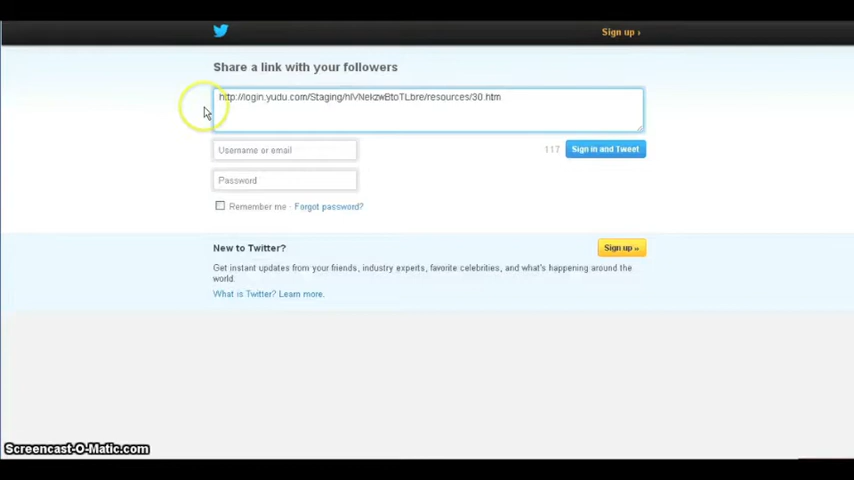 Sign up ›
Share a link with your followers
http://login.yudu.com/Staging/hIVNekzwBtoTLbre/resources/30.htm
Username or email
117
Sign in and Tweet
Password
Remember me · Forgot password?
New to Twitter?
Sign up »
Get instant updates from your friends, industry experts, favorite celebrities, and what's happening around the
world.
What is Twitter? Learn more.
Screencast-O-Matic.com